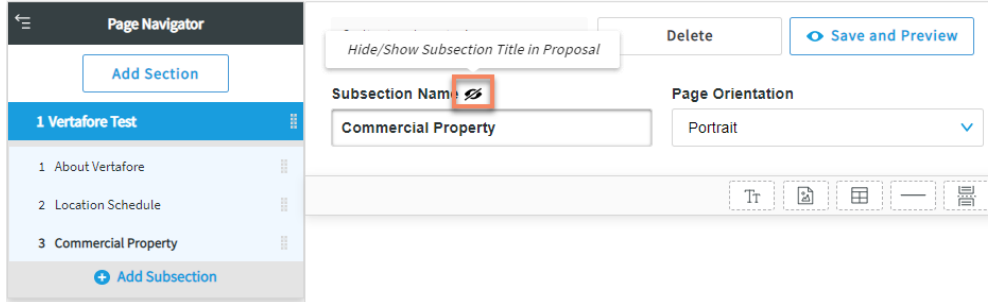 Page Navigator
Add Section
1 Vertafore Test
1 About Vertafore
2 Location Schedule
3 Commercial Property
Add Subsection
Delete
Save and Preview
Hide/Show Subsection Title in Proposal
Subsection Name
Page Orientation
Commercial Property
Portrait
TT